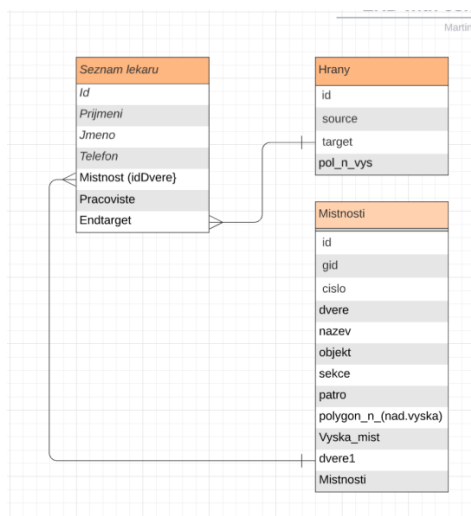 Martin
Seznam lekaru
Id
Prijmeni
Jmeno
Telefon
Mistnost (idDvere}
Pracoviste
Endtarget
Hrany
id
source
target
pol_n_vys
Mistnosti
id
gid
cislo
dvere
nazev
objekt
sekce
patro
polygon_n_(nad.vyska)
Vyska_mist
dvere1
Mistnosti